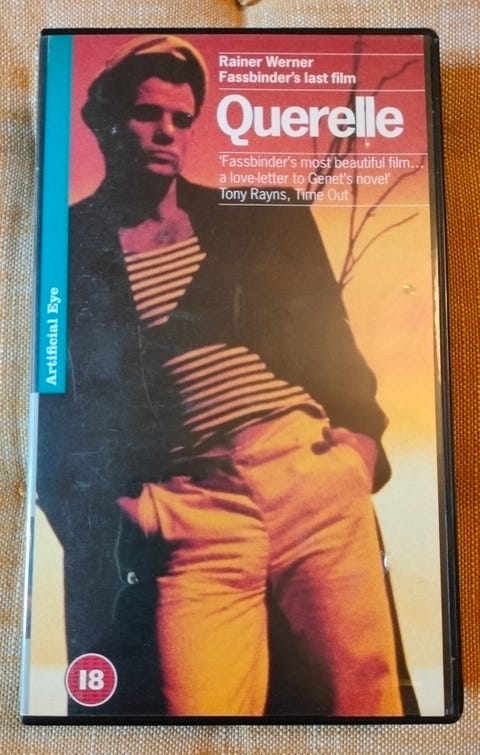 Rainer Werner
Fassbinder's last film
Querelle
'Fassbinder's most beautiful film...
a love-letter to Genet's novel'
Tony Rayns, Time Out
Artificial Eye
18